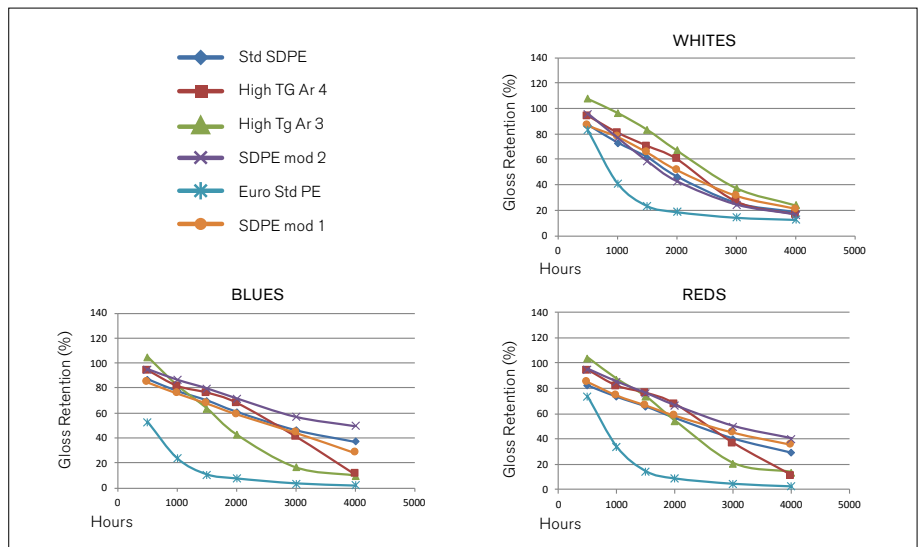 Std SDPE
High TG Ar 4
High Tg Ar 3
SDPE mod 2
Euro Std PE
SDPE mod 1
WHITES
Gloss Retention (%)
140
120
100
80
60
40
20
0
0 1000 2000 3000 4000 5000
Hours
BLUES
Gloss Retention (%)
140
120
100
80
60
40
20
0
0 1000 2000 3000 4000 5000
Hours
REDS
Gloss Retention (%)
140
120
100
80
60
40
20
0
0 1000 2000 3000 4000 5000
Hours